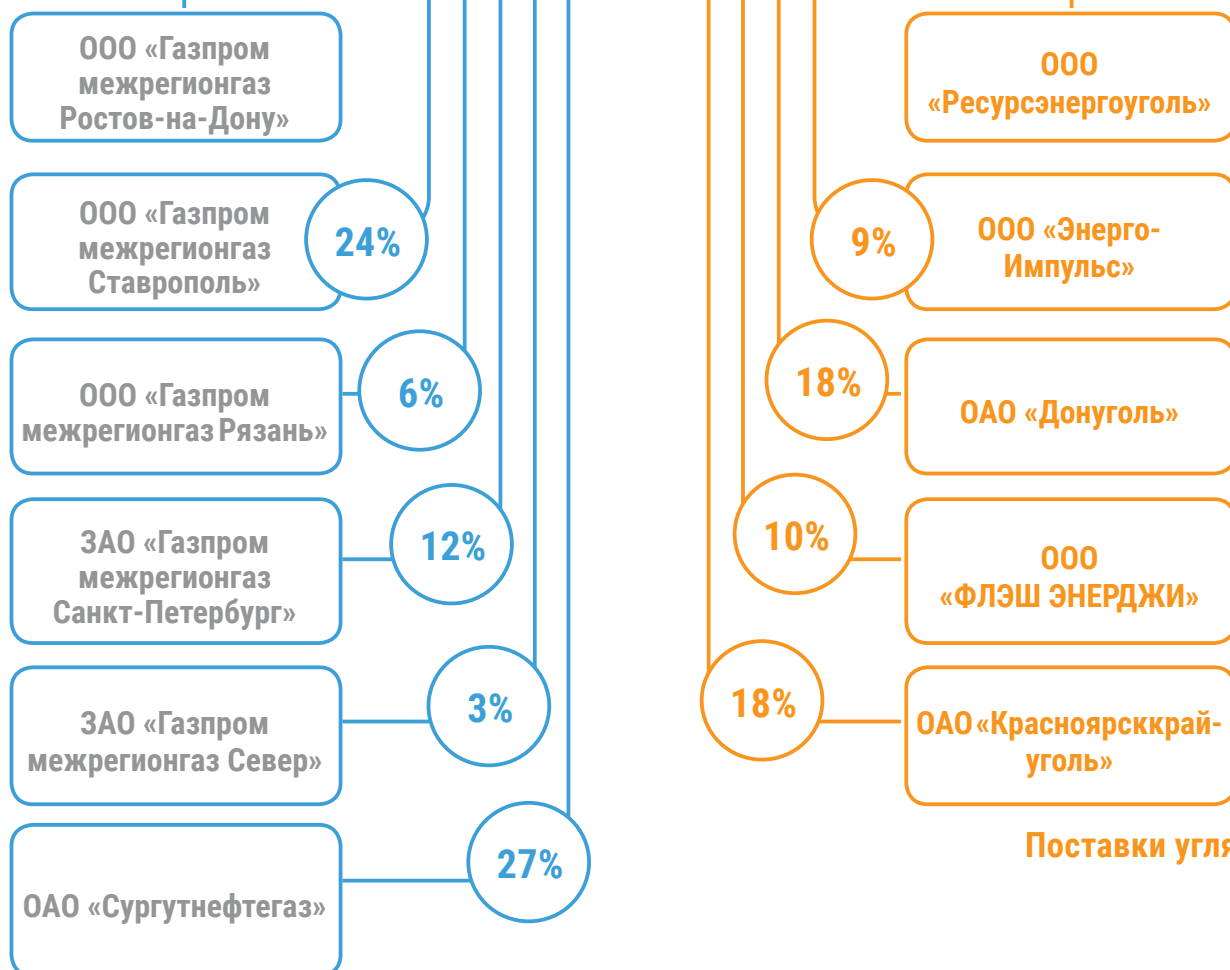 ООО «Газпром
межрегионгаз
Ростов-на-Дону»
ООО «Газпром
межрегионгаз
Ставрополь»
24%
ООО «Газпром
межрегионгаз Рязань»
6%
ЗАО «Газпром
межрегионгаз
Санкт-Петербург»
12%
ЗАО «Газпром
межрегионгаз Север»
3%
ОАО «Сургутнефтегаз»
27%
ООО
«Ресурсэнергоуголь»
9%
ООО «Энерго-
Импульс»
18%
ОАО «Донуголь»
10%
ООО
«ФЛЭШ ЭНЕРДЖИ»
18%
ОАО «Красноярсккрай-
уголь»
Поставки угля